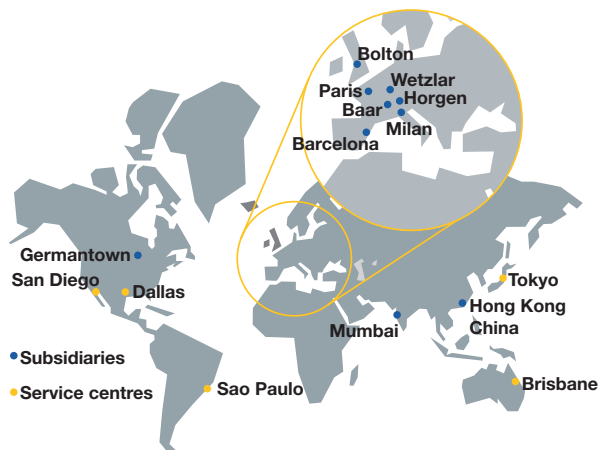 Bolton
Wetzlar
Paris
Horgen
Baar
Milan
Barcelona
Germantown
San Diego
Dallas
Tokyo
Hong Kong
China
Mumbai
Subsidiaries
Service centres
Sao Paulo
Brisbane